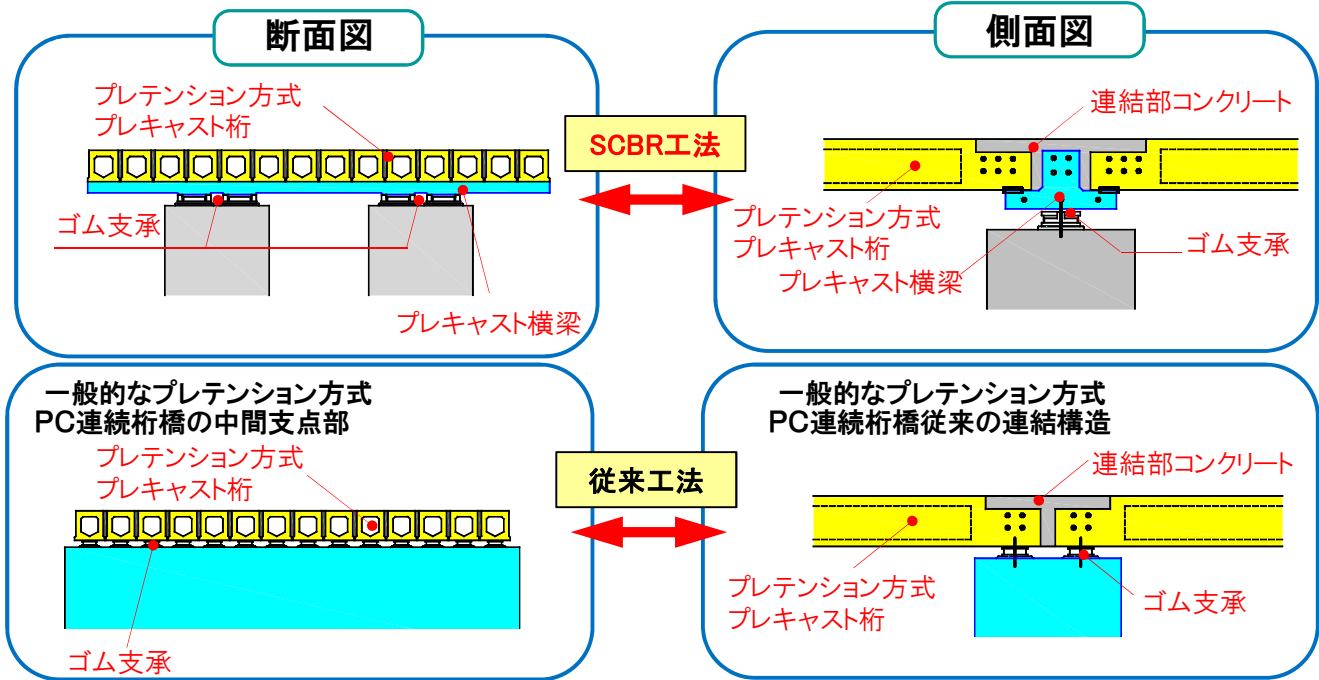 断面図
プレテンション方式
プレキャスト桁
ゴム支承
プレキャスト横梁
SCBR工法
側面図
連結部コンクリート
プレテンション方式
プレキャスト桁
プレキャスト横梁
ゴム支承
一般的なプレテンション方式
PC連続桁橋の中間支点部
プレテンション方式
プレキャスト桁
ゴム支承
従来工法
一般的なプレテンション方式
PC連続桁橋従来の連結構造
連結部コンクリート
プレテンション方式
プレキャスト桁
ゴム支承